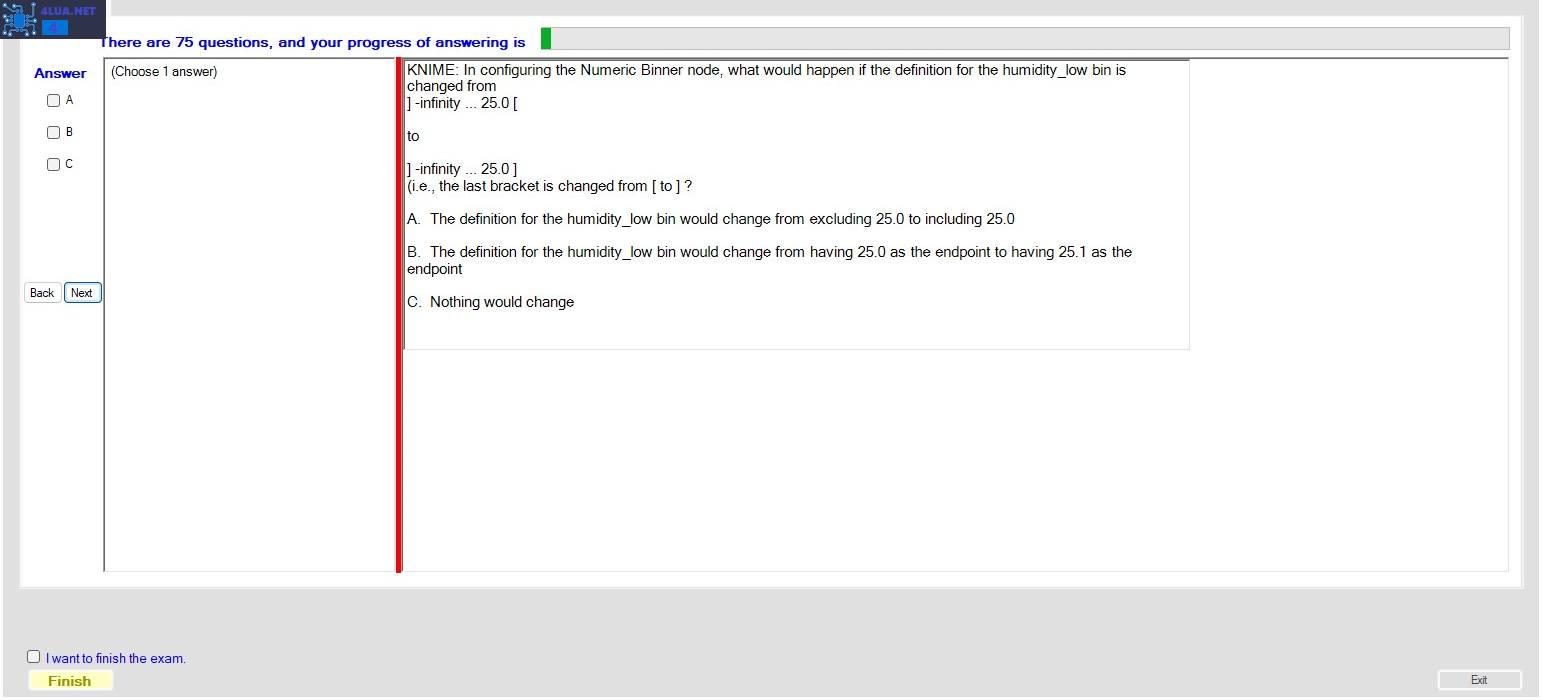 4LUA.NET
There are 75 questions, and your progress of answering is
Answer
(Choose 1 answer)
A
B
C
Back
Next
KNIME: In configuring the Numeric Binner node, what would happen if the definition for the humidity_low bin is
changed from
] -infinity ... 25.0 [
to
] -infinity ... 25.0 ]
(i.e., the last bracket is changed from [ to ] ?
A. The definition for the humidity_low bin would change from excluding 25.0 to including 25.0
B. The definition for the humidity_low bin would change from having 25.0 as the endpoint to having 25.1 as the
endpoint
C. Nothing would change
I want to finish the exam.
Finish
Exit